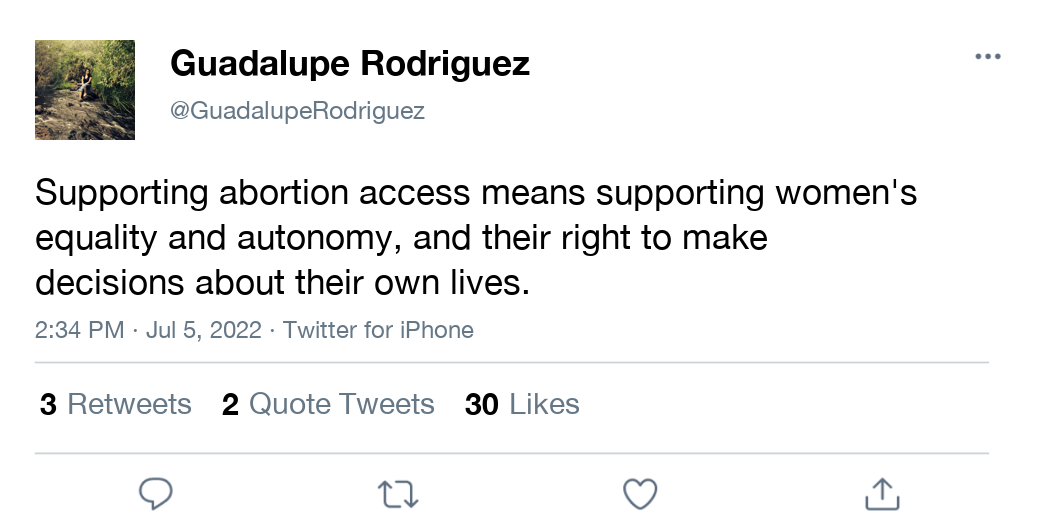 Guadalupe Rodriguez
@GuadalupeRodriguez
Supporting abortion access means supporting women's
equality and autonomy, and their right to make
decisions about their own lives.
2:34 PM · Jul 5, 2022 · Twitter for iPhone
3 Retweets 2 Quote Tweets 30 Likes